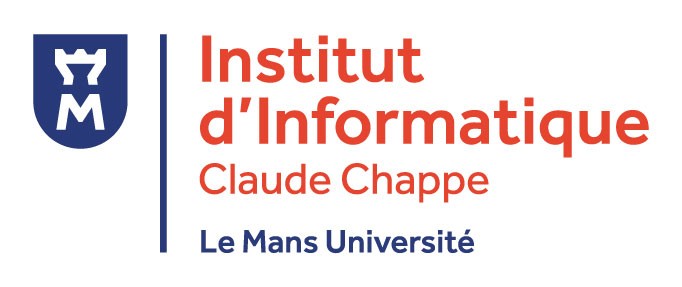 M
Institut
d'Informatique
Claude Chappe
Le Mans Université